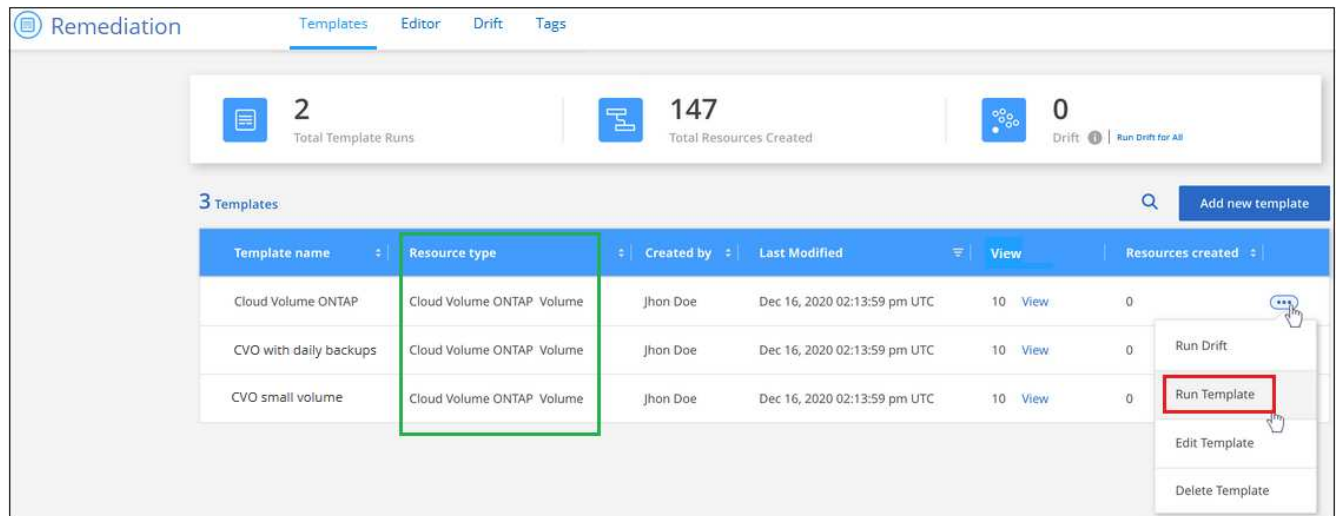 Remediation Templates Editor Drift Tags
2 147 0
Total Template Runs Total Resources Created Drift Run Drift for All
3 Templates Add new template
Template name Resource type Created by Last Modified View Resources created
Cloud Volume ONTAP Cloud Volume ONTAP Volume Jhon Doe Dec 16, 2020 02:13:59 pm UTC 10 View 0
CVO with daily backups Cloud Volume ONTAP Volume Jhon Doe Dec 16, 2020 02:13:59 pm UTC 10 View 0
CVO small volume Cloud Volume ONTAP Volume Jhon Doe Dec 16, 2020 02:13:59 pm UTC 10 View 0
Run Drift
Run Template
Edit Template
Delete Template